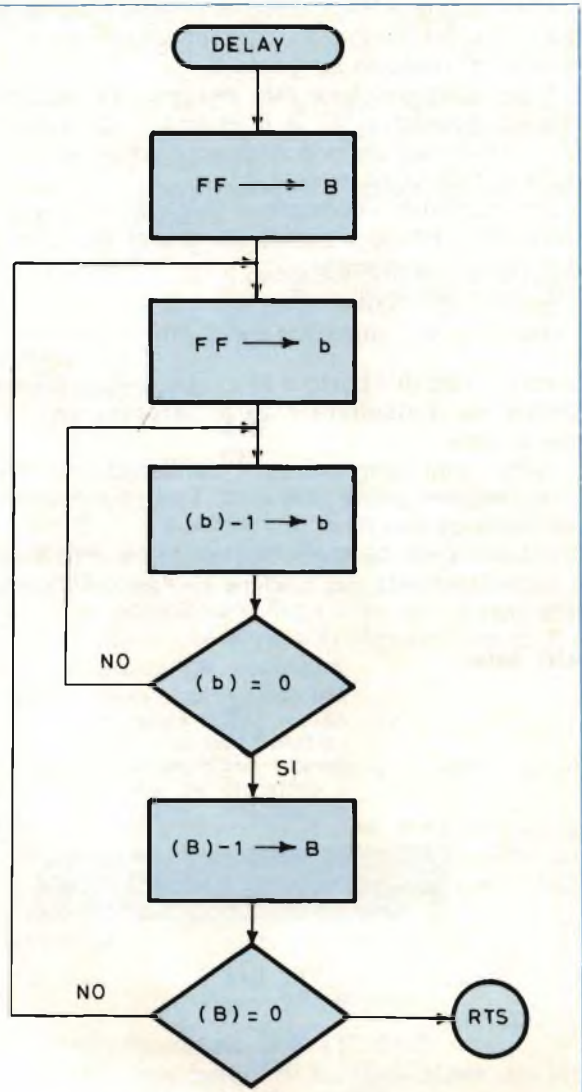 DELAY
FF → B
FF → b
(b)-1 → b
(b) = 0
NO
SI
(B)-1 → B
(B) = 0
NO
RTS